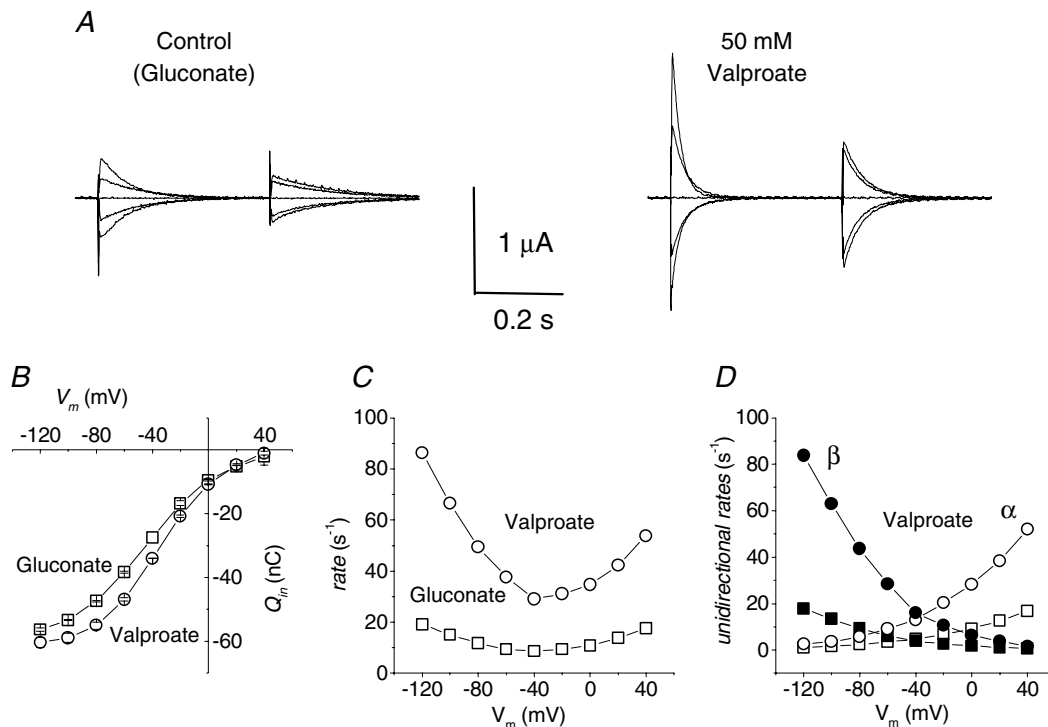 A
Control
(Gluconate)
50 mM
Valproate
1 μA
0.2 s
B
V_m (mV)
-120 -80 -40 0 40
-20
-40
-60
Gluconate
Valproate
Q_in (nC)
C
100
80
60
40
20
0
rate (s⁻¹)
Valproate
Gluconate
-120 -80 -40 0 40
V_m (mV)
D
100
80
60
40
20
0
unidirectional rates (s⁻¹)
β
Valproate
α
-120 -80 -40 0 40
V_m (mV)